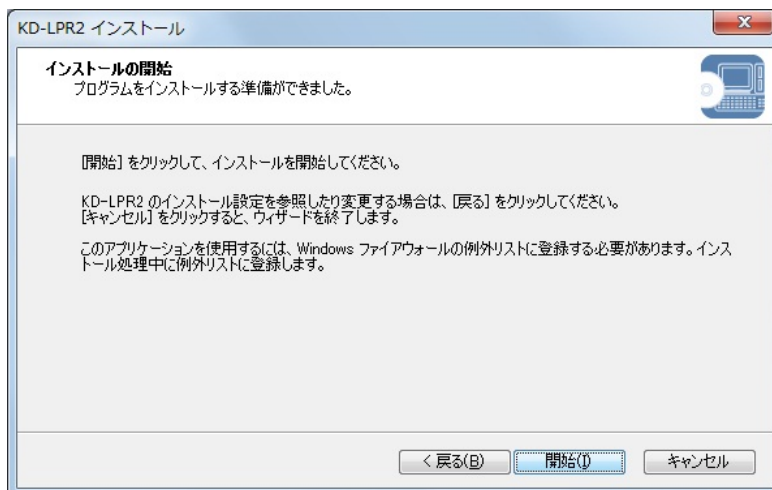 KD-LPR2 インストール
インストールの開始
プログラムをインストールする準備ができました。
[開始] をクリックして、インストールを開始してください。
KD-LPR2 のインストール設定を参照したり変更する場合は、[戻る] をクリックしてください。
[キャンセル] をクリックすると、ウィザードを終了します。
このアプリケーションを使用するには、Windows ファイアウォールの例外リストに登録する必要があります。インス
トール処理中に例外リストに登録します。
< 戻る(B)
開始(I)
キャンセル